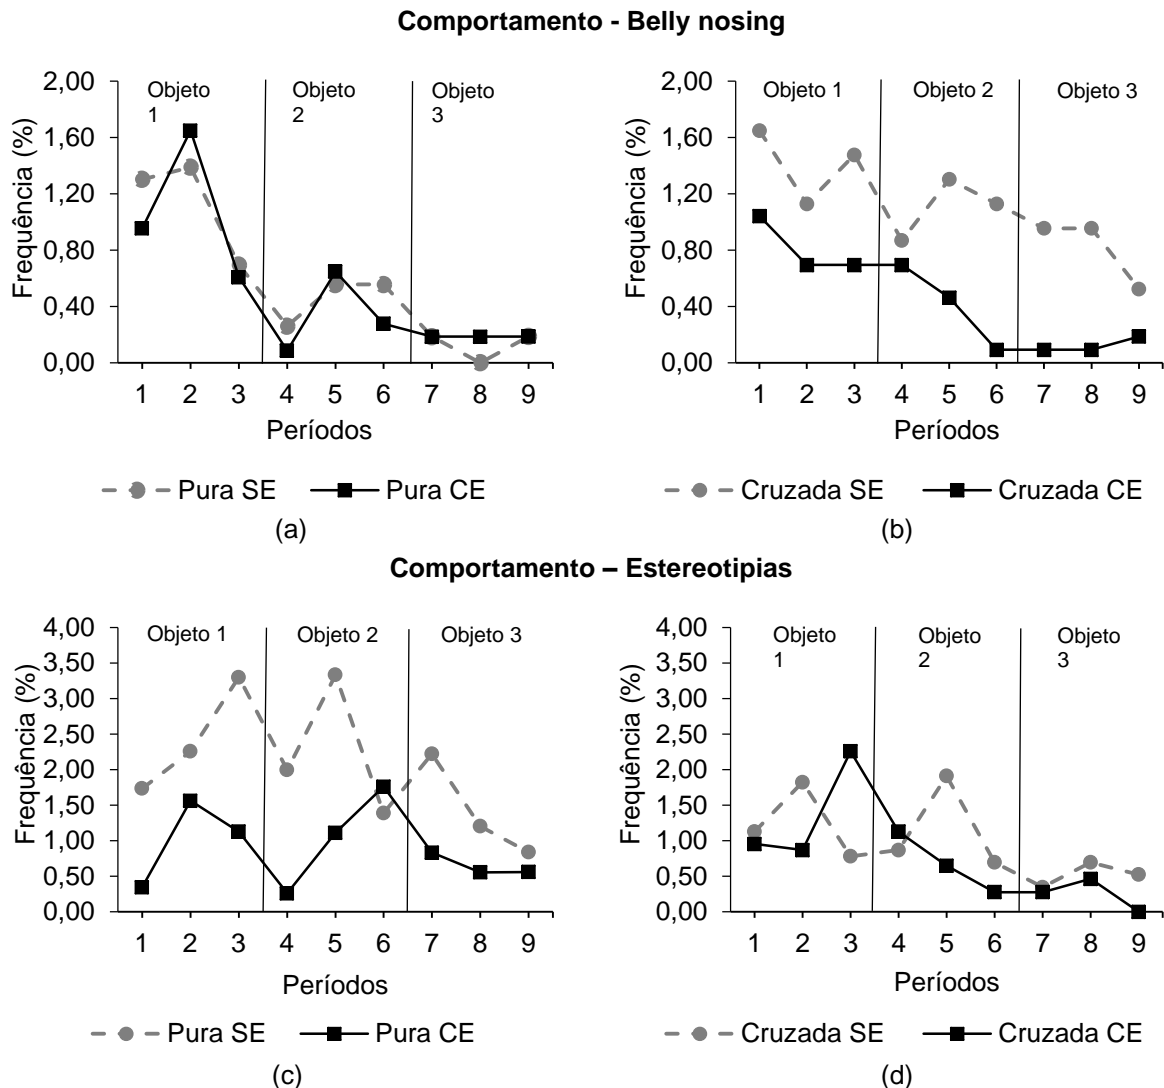 Comportamento - Belly nosing
2,00
1,60
1,20
0,80
0,40
0,00
Frequência (%)
Objeto
1
Objeto
2
Objeto
3
1 2 3 4 5 6 7 8 9
Períodos
Pura SE Pura CE
(a)
2,00
1,60
1,20
0,80
0,40
0,00
Frequência (%)
Objeto 1 Objeto 2 Objeto 3
1 2 3 4 5 6 7 8 9
Períodos
Cruzada SE Cruzada CE
(b)
Comportamento – Estereotipias
4,00
3,50
3,00
2,50
2,00
1,50
1,00
0,50
0,00
Frequência (%)
Objeto 1 Objeto 2 Objeto 3
1 2 3 4 5 6 7 8 9
Períodos
Pura SE Pura CE
(c)
4,00
3,50
3,00
2,50
2,00
1,50
1,00
0,50
0,00
Frequência (%)
Objeto
1
Objeto
2
Objeto
3
1 2 3 4 5 6 7 8 9
Períodos
Cruzada SE Cruzada CE
(d)